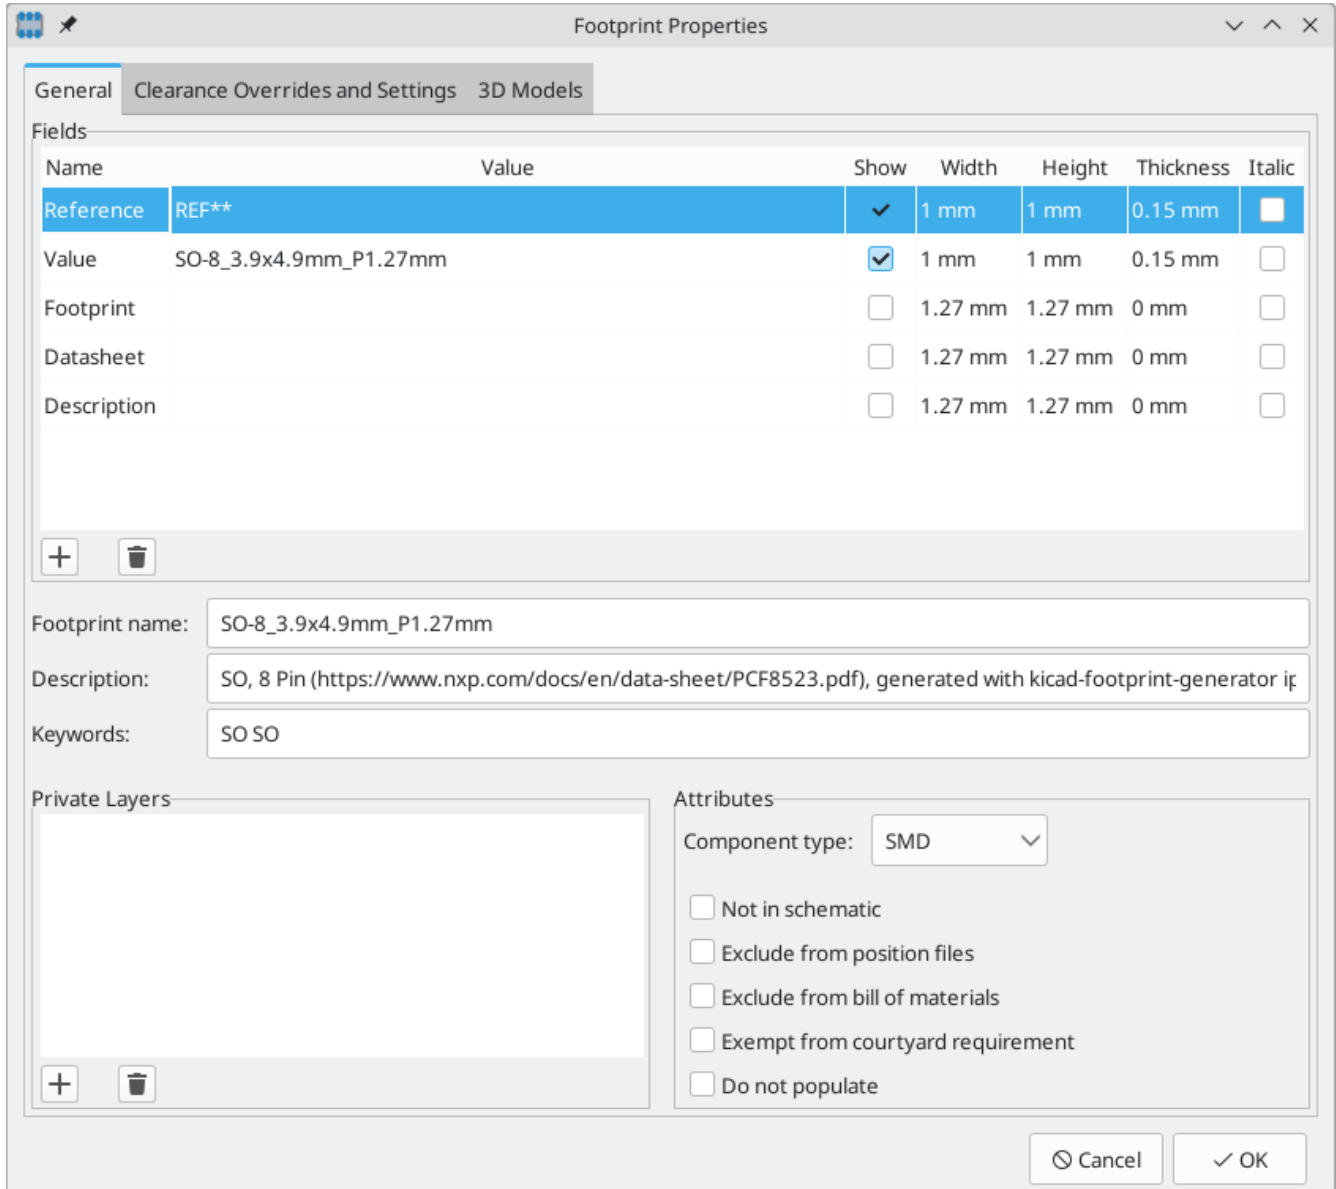 Footprint Properties
General Clearance Overrides and Settings 3D Models
Fields
Name Value Show Width Height Thickness Italic
Reference REF** 1 mm 1 mm 0.15 mm
Value SO-8_3.9x4.9mm_P1.27mm 1 mm 1 mm 0.15 mm
Footprint 1.27 mm 1.27 mm 0 mm
Datasheet 1.27 mm 1.27 mm 0 mm
Description 1.27 mm 1.27 mm 0 mm
Footprint name: SO-8_3.9x4.9mm_P1.27mm
Description: SO, 8 Pin (https://www.nxp.com/docs/en/data-sheet/PCF8523.pdf), generated with kicad-footprint-generator ip
Keywords: SO SO
Private Layers
Attributes
Component type: SMD
Not in schematic
Exclude from position files
Exclude from bill of materials
Exempt from courtyard requirement
Do not populate
Cancel OK